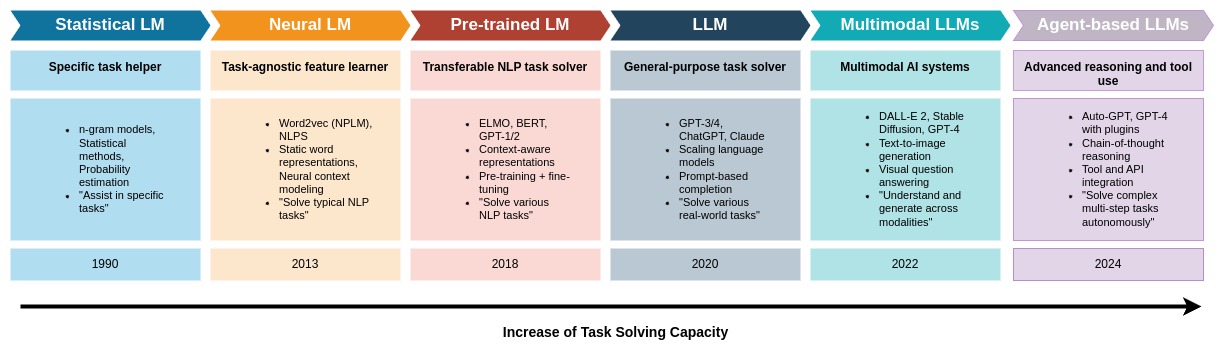 Statistical LM
Neural LM
Pre-trained LM
LLM
Multimodal LLMs
Agent-based LLMs
Specific task helper
Task-agnostic feature learner
Transferable NLP task solver
General-purpose task solver
Multimodal AI systems
Advanced reasoning and tool
use
• n-gram models,
Statistical
methods,
Probability
estimation
• "Assist in specific
tasks"
• Word2vec (NPLM),
NLPS
• Static word
representations,
Neural context
modeling
• "Solve typical NLP
tasks"
• ELMO, BERT,
GPT-1/2
• Context-aware
representations
• Pre-training + fine-
tuning
• "Solve various
NLP tasks"
• GPT-3/4,
ChatGPT, Claude
• Scaling language
models
• Prompt-based
completion
• "Solve various
real-world tasks"
• DALL-E 2, Stable
Diffusion, GPT-4
• Text-to-image
generation
• Visual question
answering
• "Understand and
generate across
modalities"
• Auto-GPT, GPT-4
with plugins
• Chain-of-thought
reasoning
• Tool and API
integration
• "Solve complex
multi-step tasks
autonomously"
1990
2013
2018
2020
2022
2024
Increase of Task Solving Capacity